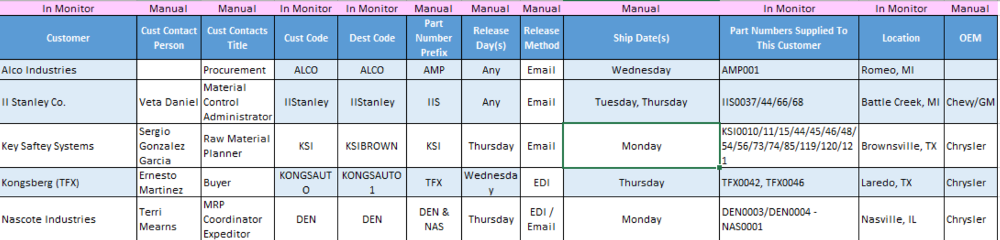 In Monitor Manual Manual In Monitor In Monitor Manual Manual Manual Manual In Monitor In Monitor Manual
Customer
Cust Contact
Person
Cust Contacts
Title
Cust Code
Dest Code
Part
Number
Prefix
Release
Day(s)
Release
Method
Ship Date(s)
Part Numbers Supplied To
This Customer
Location
OEM
Alco Industries
Procurement
ALCO
ALCO
AMP
Any
Email
Wednesday
AMP001
Romeo, MI
II Stanley Co.
Veta Daniel
Material
Control
Administrator
IIStanley
IIStanley
IIS
Any
Email
Tuesday, Thursday
IIS0037/44/66/68
Battle Creek, MI
Chevy/GM
Key Saftey Systems
Sergio
Gonzalez
Garcia
Raw Material
Planner
KSI
KSIBROWN
KSI
Thursday
Email
Monday
KSI0010/11/15/44/45/46/48/
54/56/73/74/85/119/120/12
1
Brownsville, TX
Chrysler
Kongsberg (TFX)
Ernesto
Martinez
Buyer
KONGSAUT
O
KONGSAUTO
1
TFX
Wednesda
y
EDI
Thursday
TFX0042, TFX0046
Laredo, TX
Chrysler
Nascote Industries
Terri
Mearns
MRP
Coordinator
Expeditor
DEN
DEN
DEN &
NAS
Thursday
EDI /
Email
Monday
DEN0003/DEN0004 -
NAS0001
Nasville, IL
Chrysler